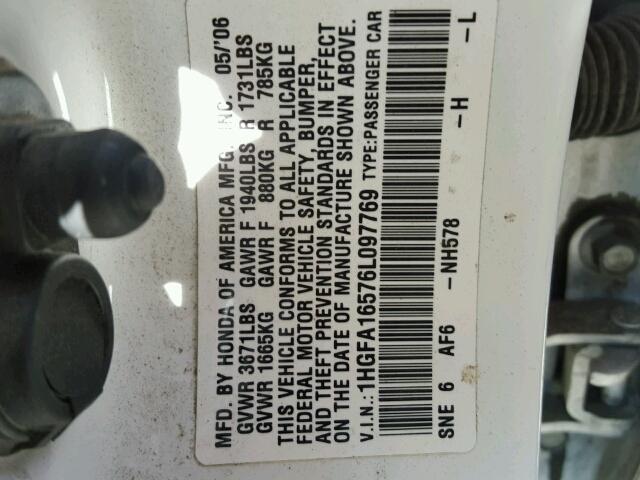 MFD. BY HONDA OF AMERICA MFG., INC. 05/'06
GVWR 3671LBS GAWR F 1940LBS R 1731LBS
GVWR 1665KG GAWR F 880KG R 785KG
THIS VEHICLE CONFORMS TO ALL APPLICABLE
FEDERAL MOTOR VEHICLE SAFETY, BUMPER,
AND THEFT PREVENTION STANDARDS IN EFFECT
ON THE DATE OF MANUFACTURE SHOWN ABOVE.
V.I.N.: 1HGFA16576L097769 TYPE:PASSENGER CAR
SNE 6 AF6 -NH578 -H -L